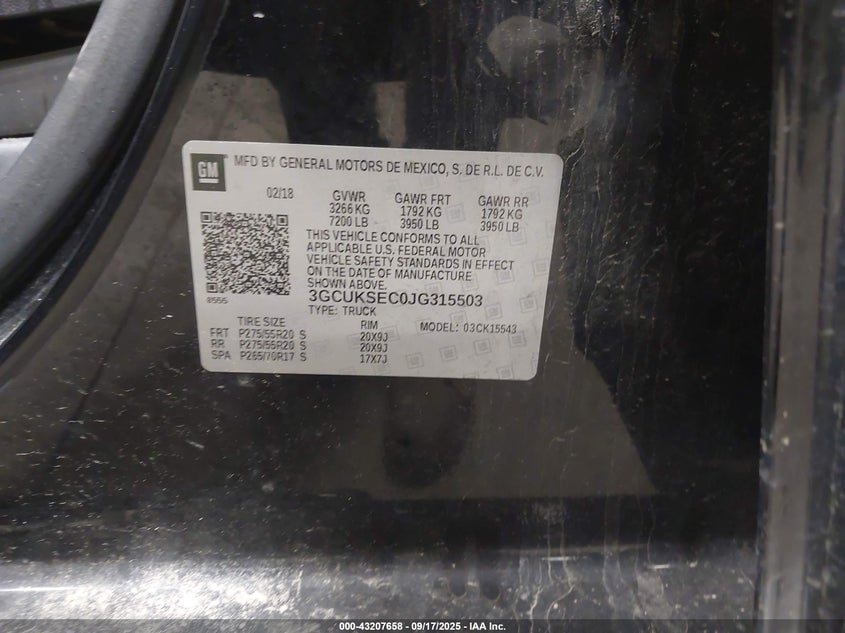 GM
MFD BY GENERAL MOTORS DE MEXICO, S. DE R.L. DE C.V.
02/18 GVWR GAWR FRT GAWR RR
3266 KG 1792 KG 1792 KG
7200 LB 3950 LB 3950 LB
THIS VEHICLE CONFORMS TO ALL
APPLICABLE U.S. FEDERAL MOTOR
VEHICLE SAFETY STANDARDS IN EFFECT
ON THE DATE OF MANUFACTURE
SHOWN ABOVE.
3GCUKSEC0JG315503
TYPE: TRUCK MODEL: 03CK15543
TIRE SIZE RIM
FRT P275/55R20 S 20X9J
RR P275/55R20 S 20X9J
SPA P265/70R17 S 17X7J
000-43207658 - 09/17/2025 - IAA Inc.